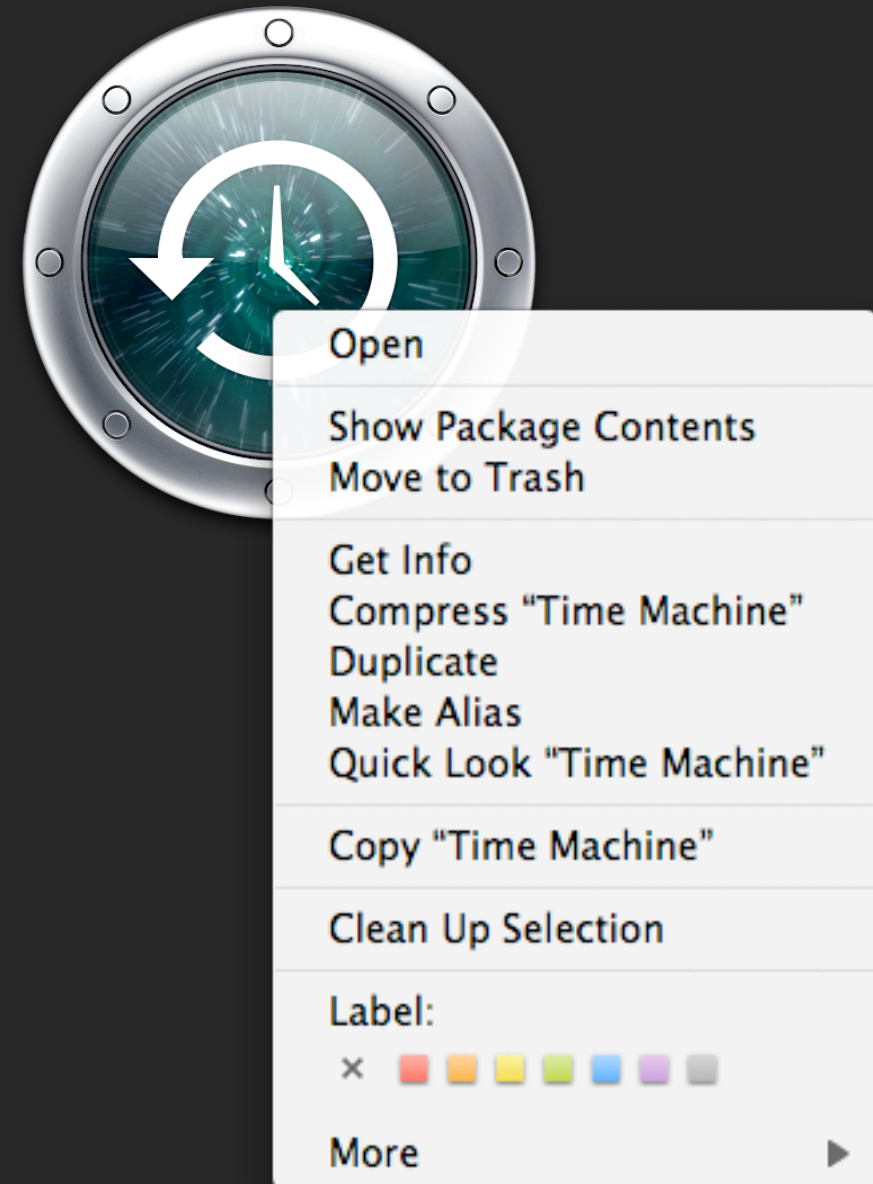 Open
Show Package Contents
Move to Trash
Get Info
Compress “Time Machine”
Duplicate
Make Alias
Quick Look “Time Machine”
Copy “Time Machine”
Clean Up Selection
Label:
More